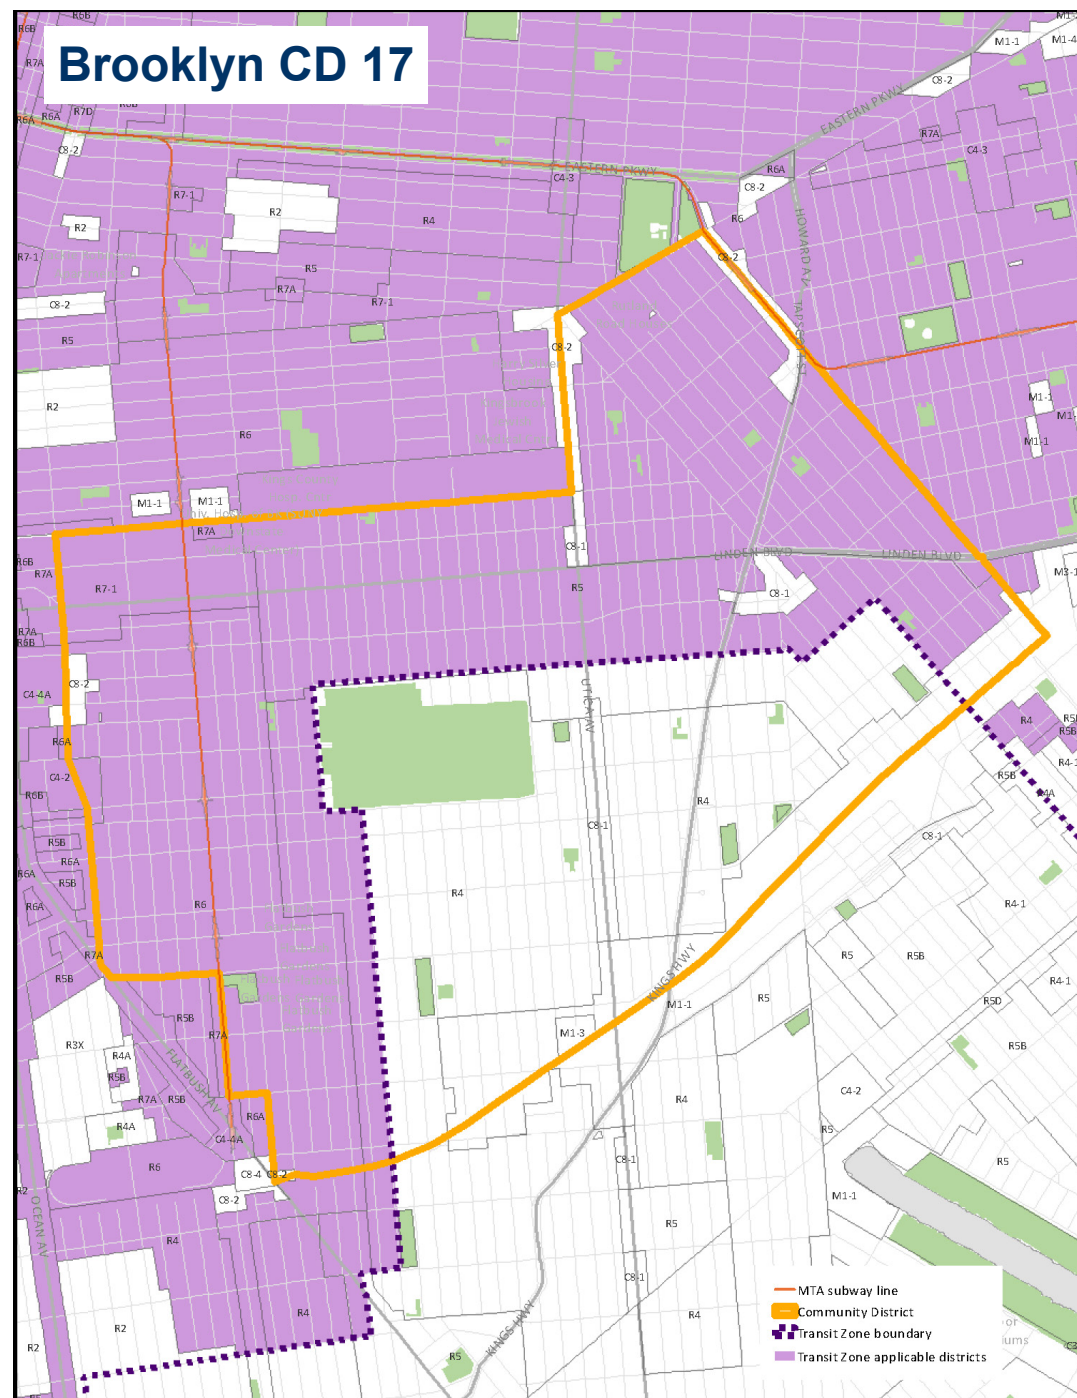 Brooklyn CD 17
R6B
R6B
M1-1
M1-4
R6B
R7A
C8-2
R6A
R6A
R7D
R6B
EASTERN PKWY
R7A
C8-2
C4-3
EASTERN PKWY
R6A
C4-3
C8-2
R7-1
R2
R4
R6
HOWARD AV
R2
R7-1
C8-2
R5
R7A
R7-1
C8-2
TAPSCOTT ST
R5
C8-2
R2
M1-1
R6
M1-1
M1-1
M1-1
R7A
C8-1
LINDEN BLVD
LINDEN BLVD
R6B
R7A
M3-1
R7-1
R5
C8-1
R7A
R6B
C8-2
C4-4A
UTICA AV
R4
R6A
R5B
C4-2
R4-1
R5B
R6B
R4
R4A
C8-1
C8-1
R5B
R6A
R6A
R5B
R4
R6
R4-1
R6A
R7A
R5B
R5
R5B
KINGS HWY
R4-1
R5
R5D
M1-1
R5B
R7A
M1-3
R3X
R5B
R4A
FLATBUSH AV
R5B
C4-2
R7A
R5B
R4
R4A
R6A
R5
C4-4A
R6
C8-1
R5
C8-4
C8-2
R2
C8-2
M1-1
OCEAN AV
R5
R4
C8-1
MTA subway line
R4
R4
Community District
KINGS HWY
R2
Transit Zone boundary
R2
R5
Transit Zone applicable districts